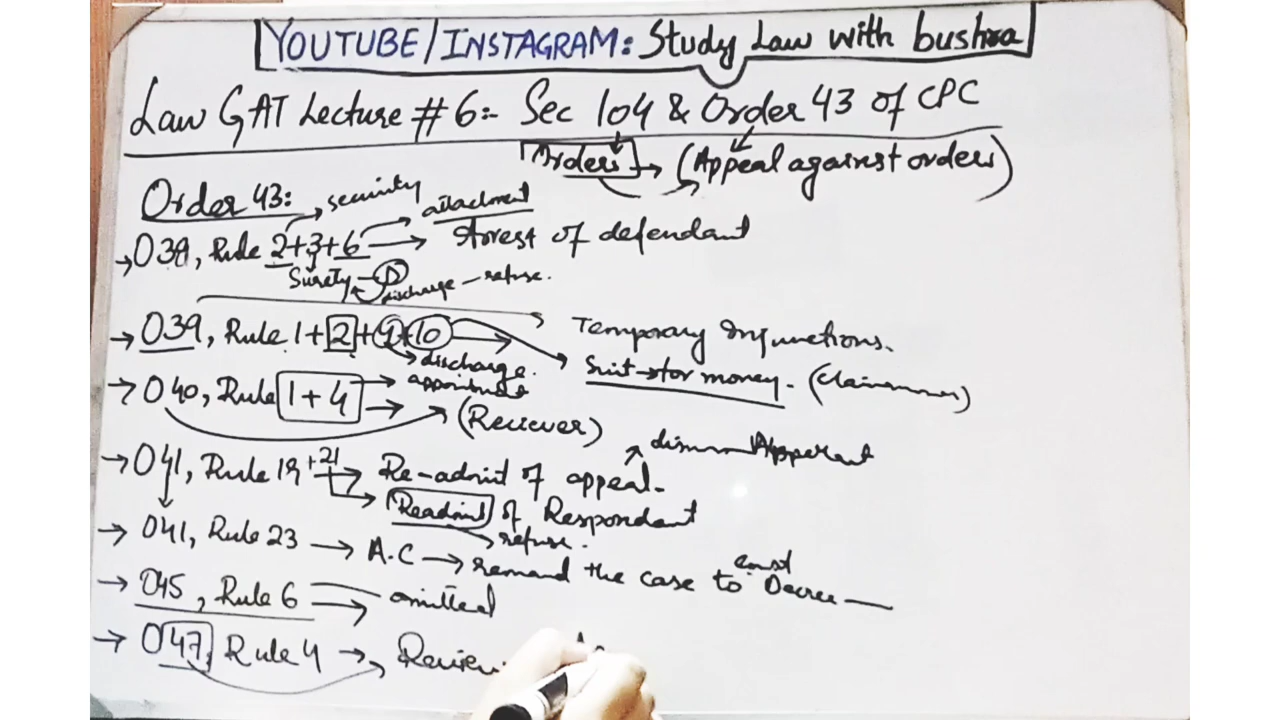 YOUTUBE/INSTAGRAM: Study Law with bushra
Law GAT Lecture # 6:- Sec 104 & Order 43 of CPC
Orders → (Appeal against orders)
Order 43: security attachment
→ O38, Rule 2+3+6 → Arrest of defendant
Surety - D discharge - refuse.
→ O39, Rule 1+2+4+10 → Temporary Injunctions.
discharge. Suit → for money.
→ O40, Rule 1+4 → appointment
(Reciever)
→ O41, Rule 19+21 → Re-admit of appeal.
Readmit of Respondant
refuse.
→ O41, Rule 23 → A.C → remand the case to Decree
→ O45, Rule 6 → omitted
→ O47, Rule 4 → Review